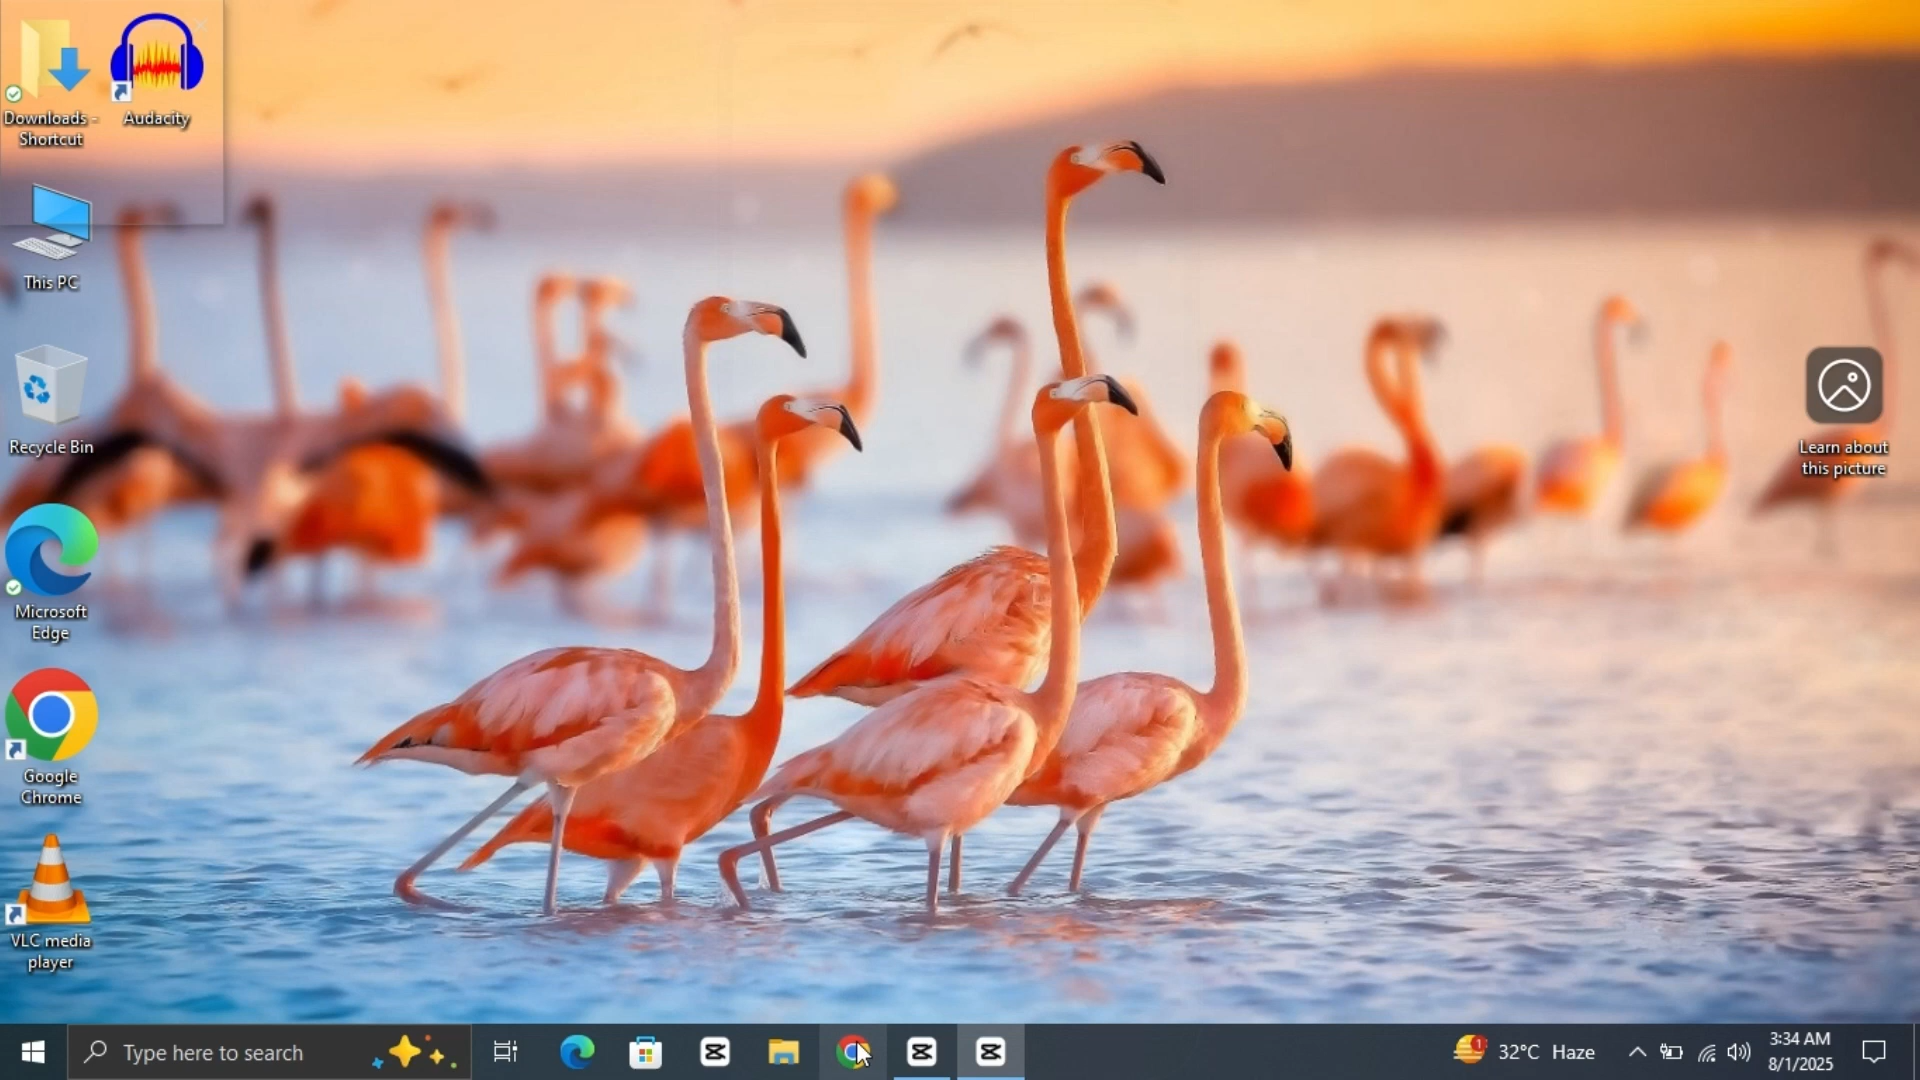 Downloads -
Shortcut
Audacity
This PC
Recycle Bin
Microsoft
Edge
Google
Chrome
VLC media
player
Learn about
this picture
Type here to search
1
32°C Haze
3:34 AM
8/1/2025